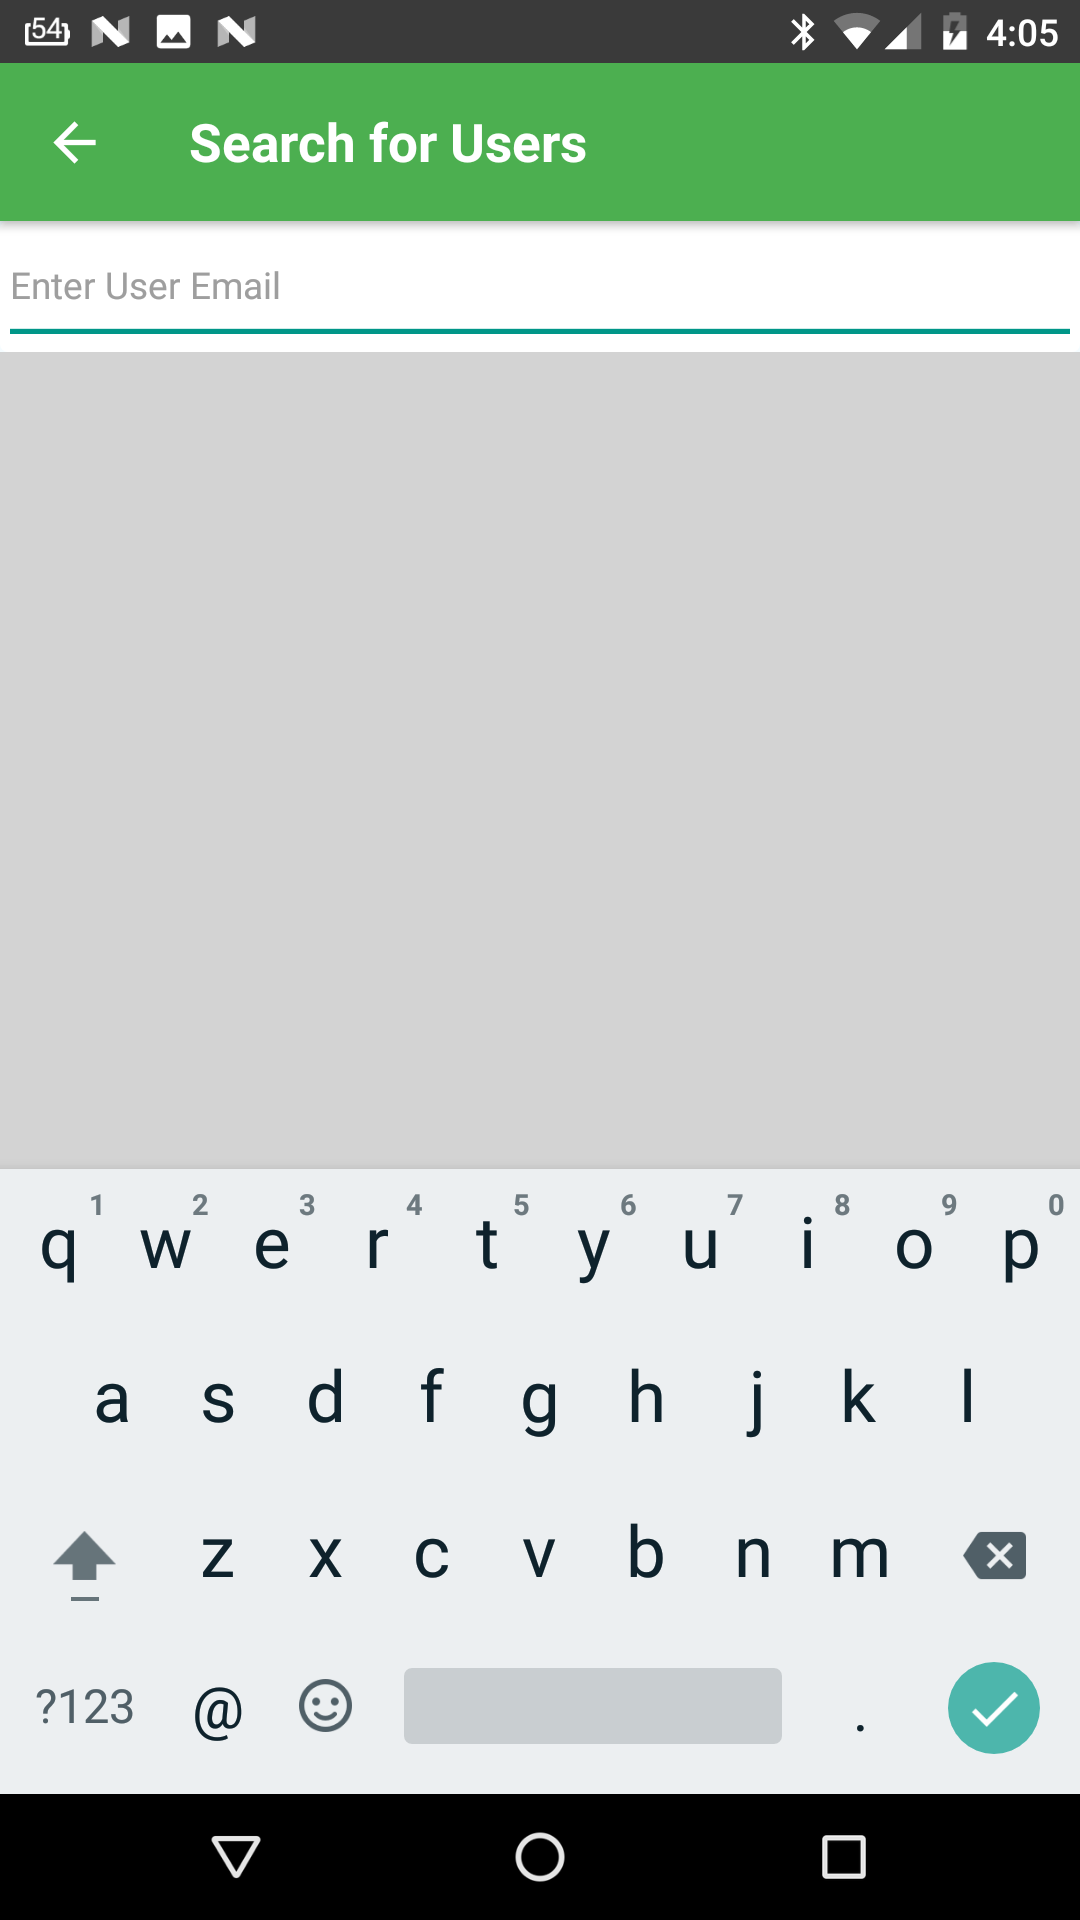 54 4:05
Search for Users
Enter User Email
1 2 3 4 5 6 7 8 9 0
q w e r t y u i o p
a s d f g h j k l
z x c v b n m
?123 @ .